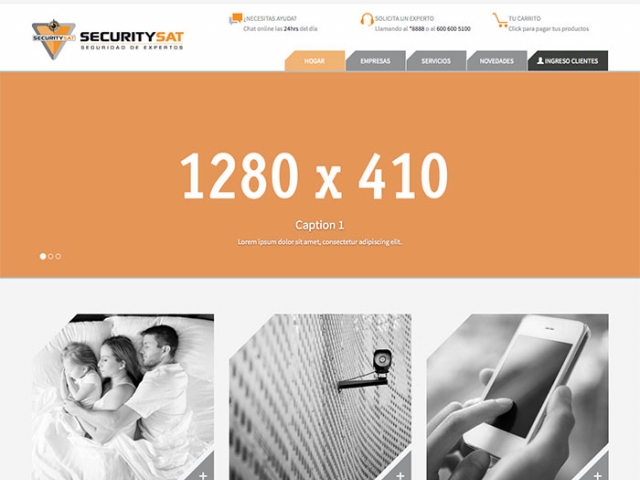 SECURITYSAT
SECURITYSAT
SEGURIDAD DE EXPERTOS
¿NECESITAS AYUDA?
Chat online las 24hrs del día
SOLICITA UN EXPERTO
Llamando al *8888 o al 600 600 5100
TU CARRITO
Click para pagar tus productos
HOGAR
EMPRESAS
SERVICIOS
NOVEDADES
INGRESO CLIENTES
1280 x 410
Caption 1
Lorem ipsum dolor sit amet, consectetur adipiscing elit.
+
+
+